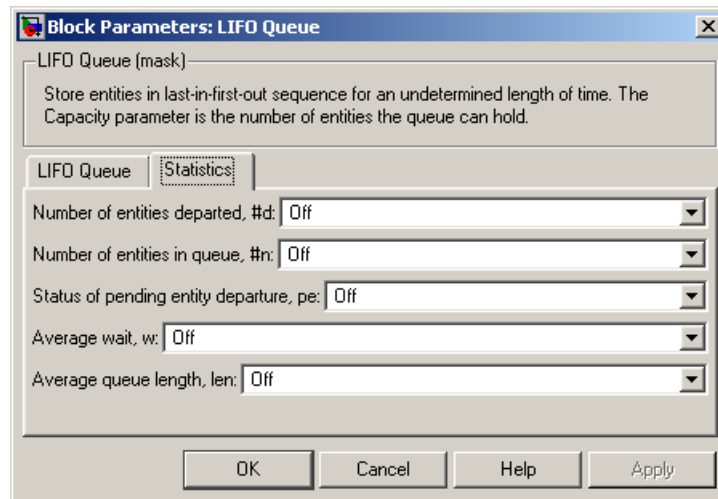 Block Parameters: LIFO Queue
LIFO Queue (mask)
Store entities in last-in-first-out sequence for an undetermined length of time. The
Capacity parameter is the number of entities the queue can hold.
LIFO Queue Statistics
Number of entities departed, #d: Off
Number of entities in queue, #n: Off
Status of pending entity departure, pe: Off
Average wait, w: Off
Average queue length, len: Off
OK Cancel Help Apply